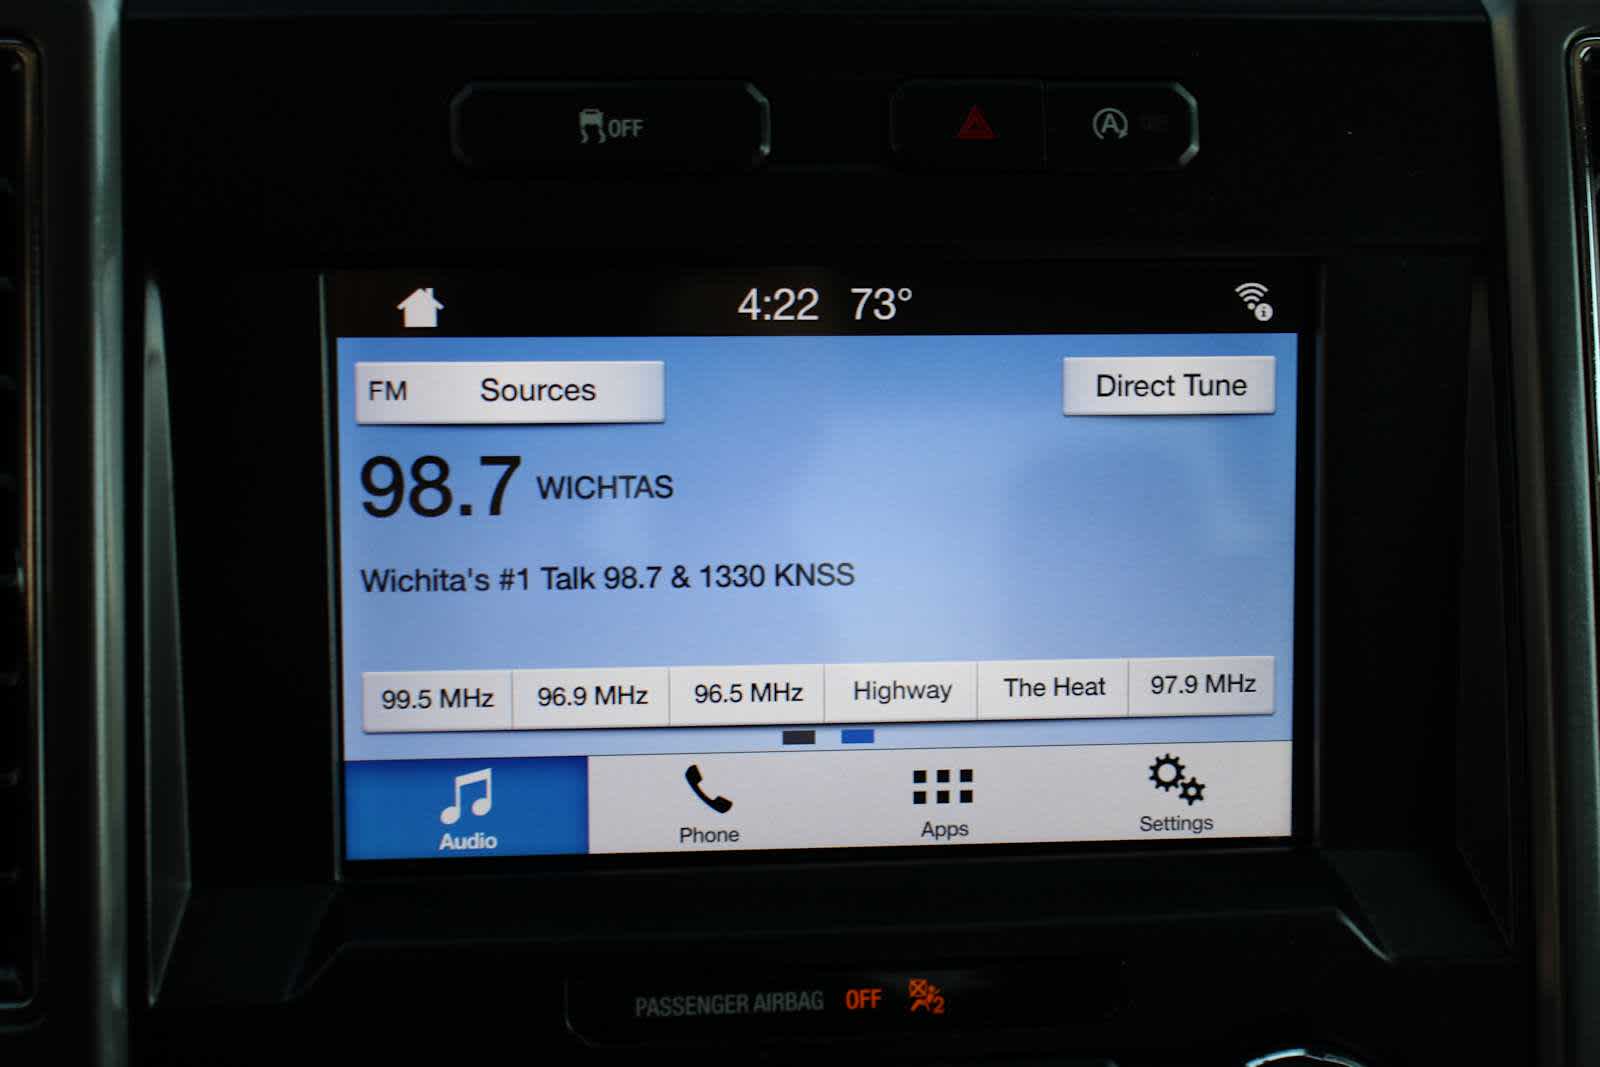 OFF
A
4:22 73°
FM Sources
Direct Tune
98.7 WICHTAS
Wichita's #1 Talk 98.7 & 1330 KNSS
99.5 MHz 96.9 MHz 96.5 MHz Highway The Heat 97.9 MHz
Audio Phone Apps Settings
PASSENGER AIRBAG OFF 2